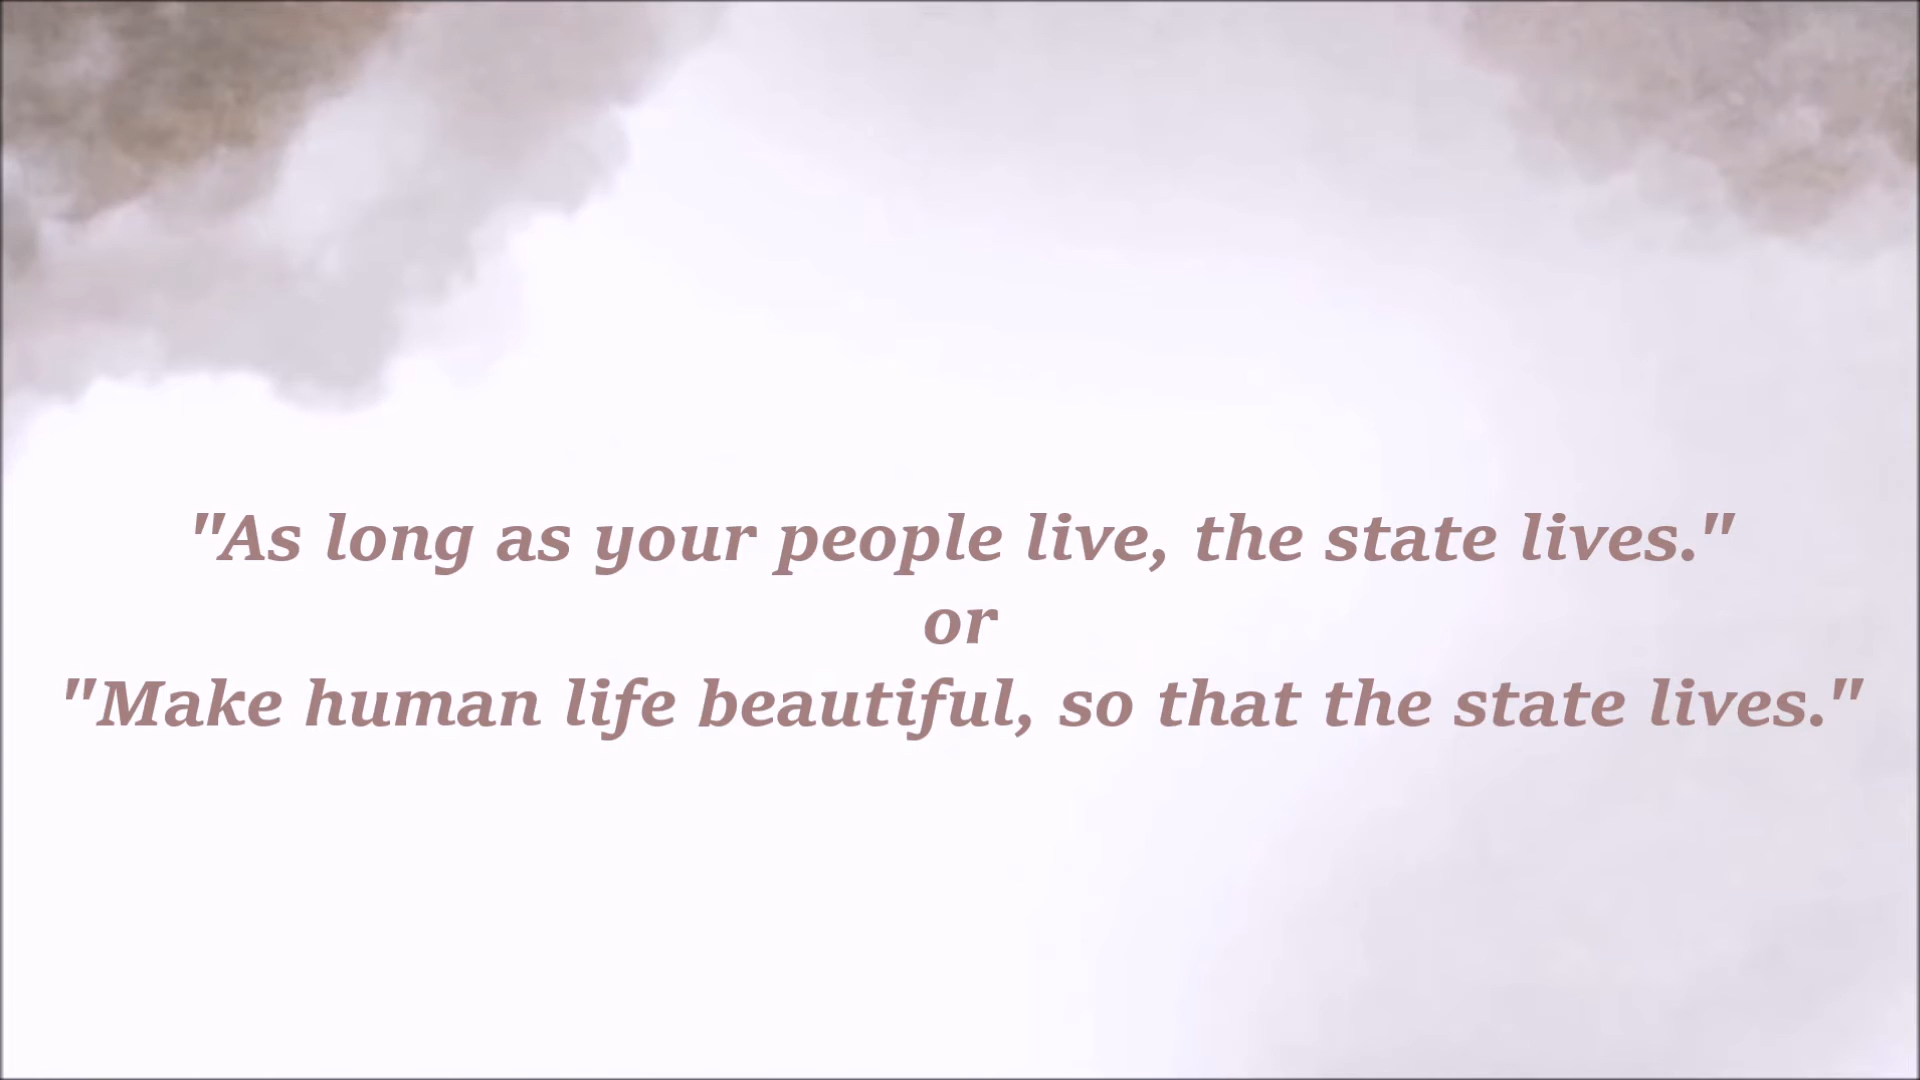 "As long as your people live, the state lives."
or
"Make human life beautiful, so that the state lives."